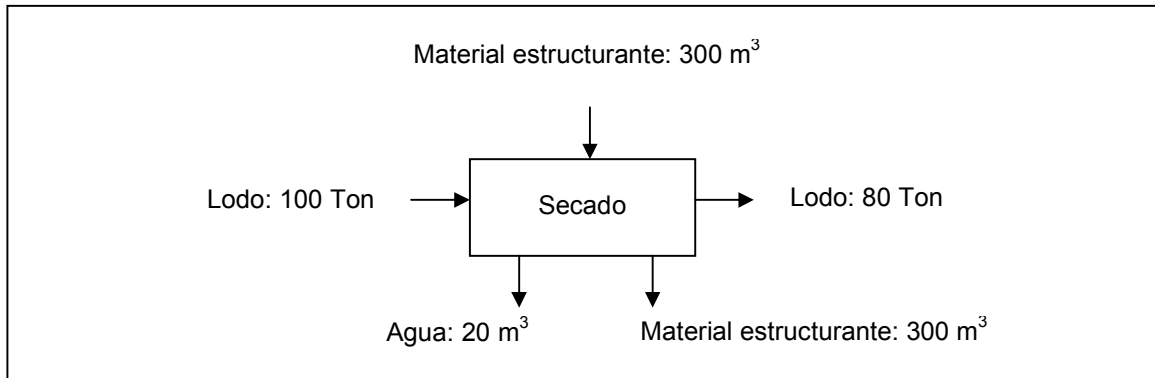 Material estructurante: 300 m³
Lodo: 100 Ton
Secado
Lodo: 80 Ton
Agua: 20 m³
Material estructurante: 300 m³